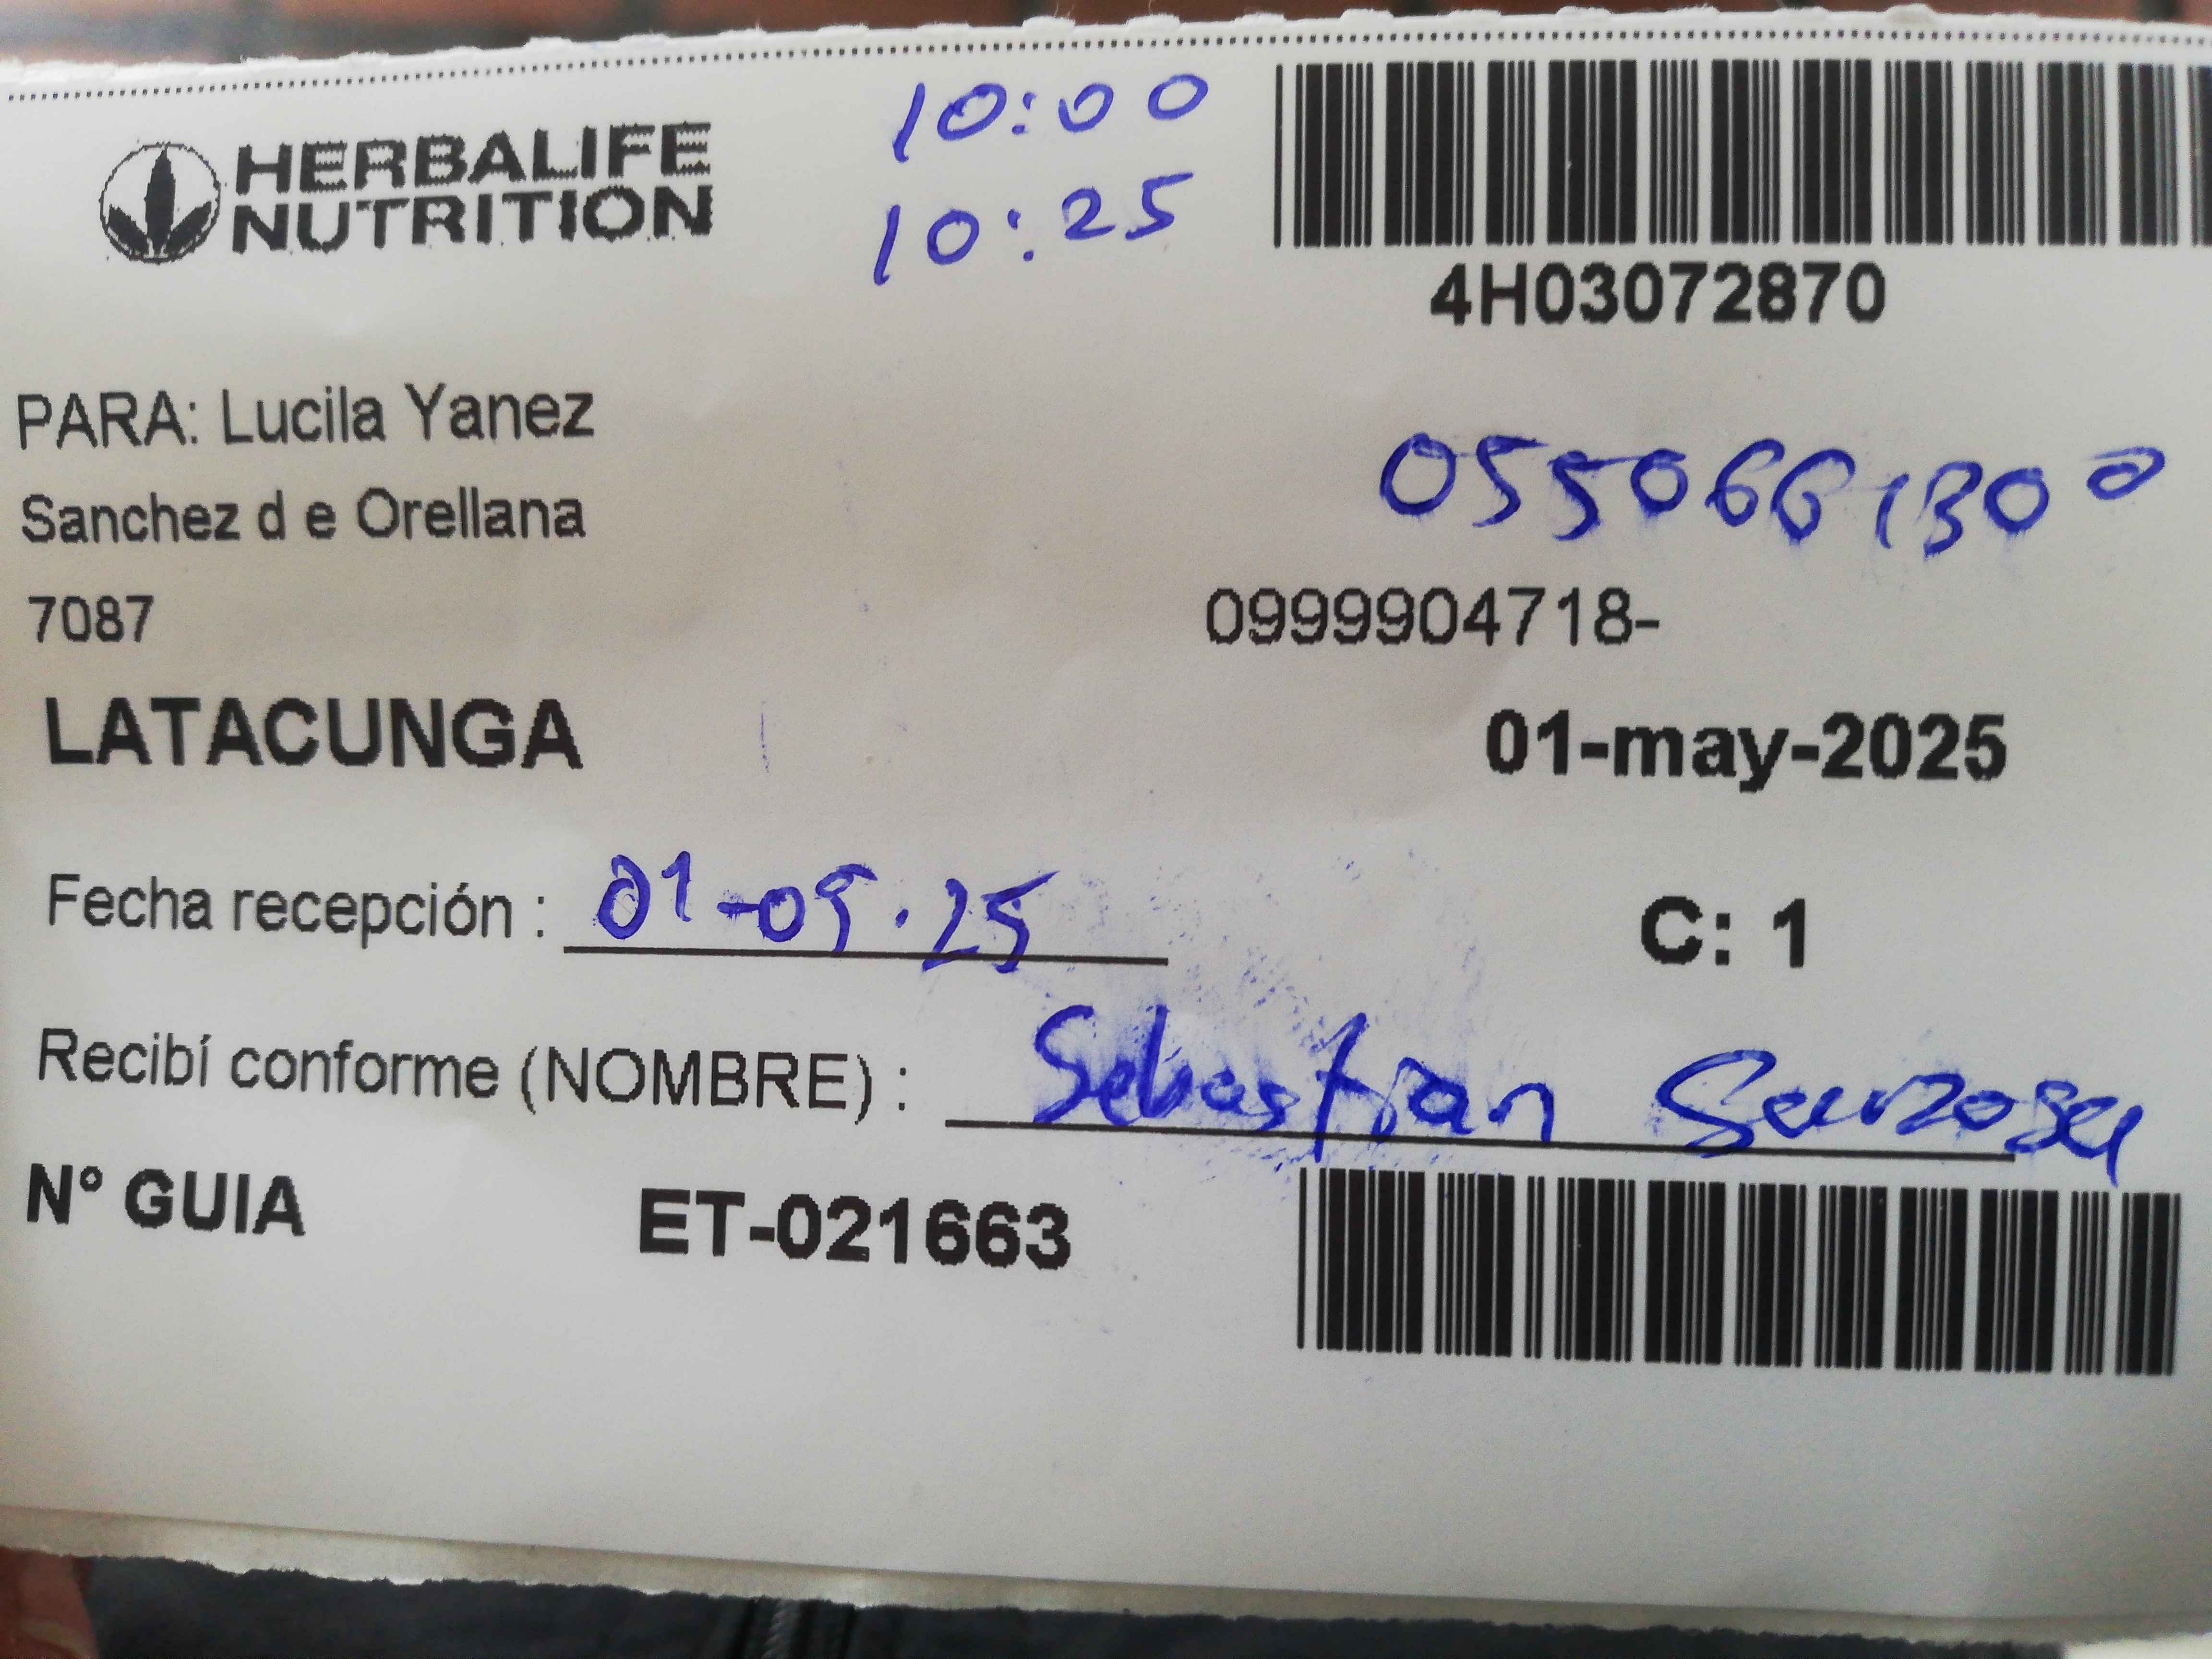 HERBALIFE
NUTRITION
10:00
10:25
4H03072870
PARA: Lucila Yanez
Sanchez d e Orellana
0550661300
7087
0999904718-
LATACUNGA
01-may-2025
Fecha recepción : 01-05.25
C: 1
Recibí conforme (NOMBRE) : Sebastian
N° GUIA ET-021663